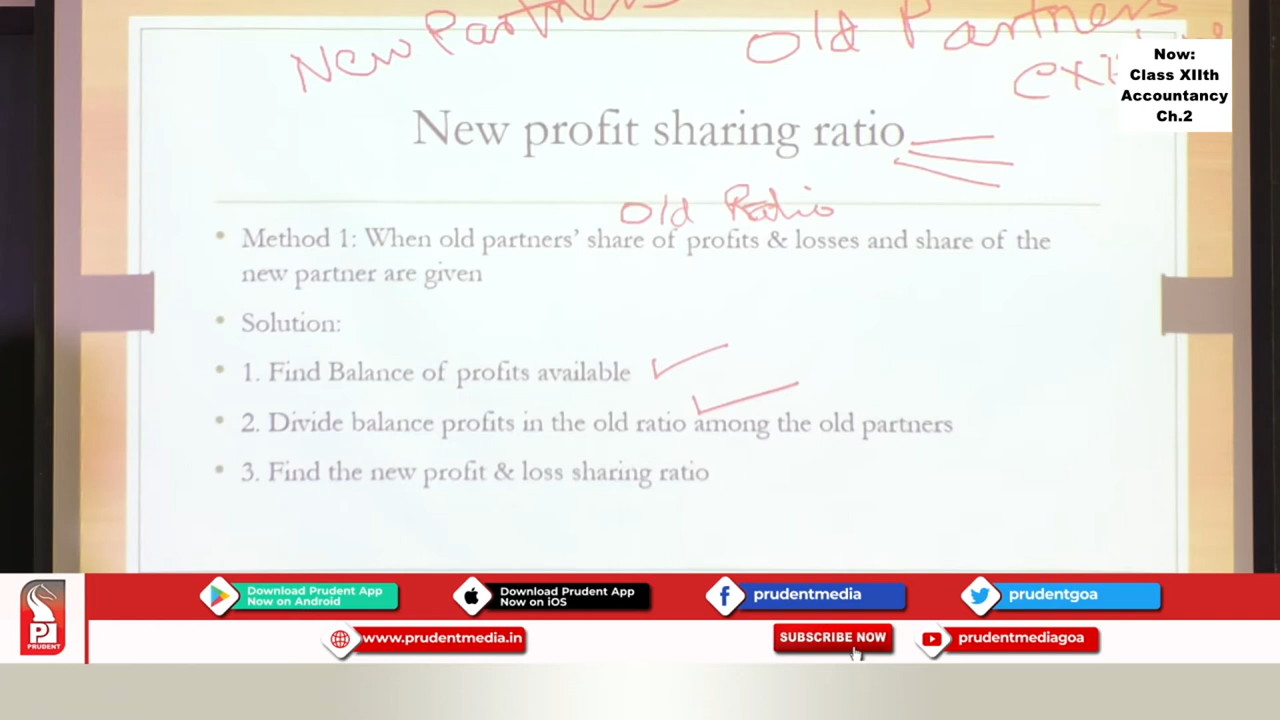 New Partners
Old Partners
Now:
Class XIIth
Accountancy
Ch.2
New profit sharing ratio
Old Ratio
• Method 1: When old partners' share of profits & losses and share of the
new partner are given
• Solution:
• 1. Find Balance of profits available
• 2. Divide balance profits in the old ratio among the old partners
• 3. Find the new profit & loss sharing ratio
Download Prudent App
Now on Android
Download Prudent App
Now on iOS
prudentmedia
prudentgoa
PRUDENT
www.prudentmedia.in
SUBSCRIBE NOW
prudentmediagoa